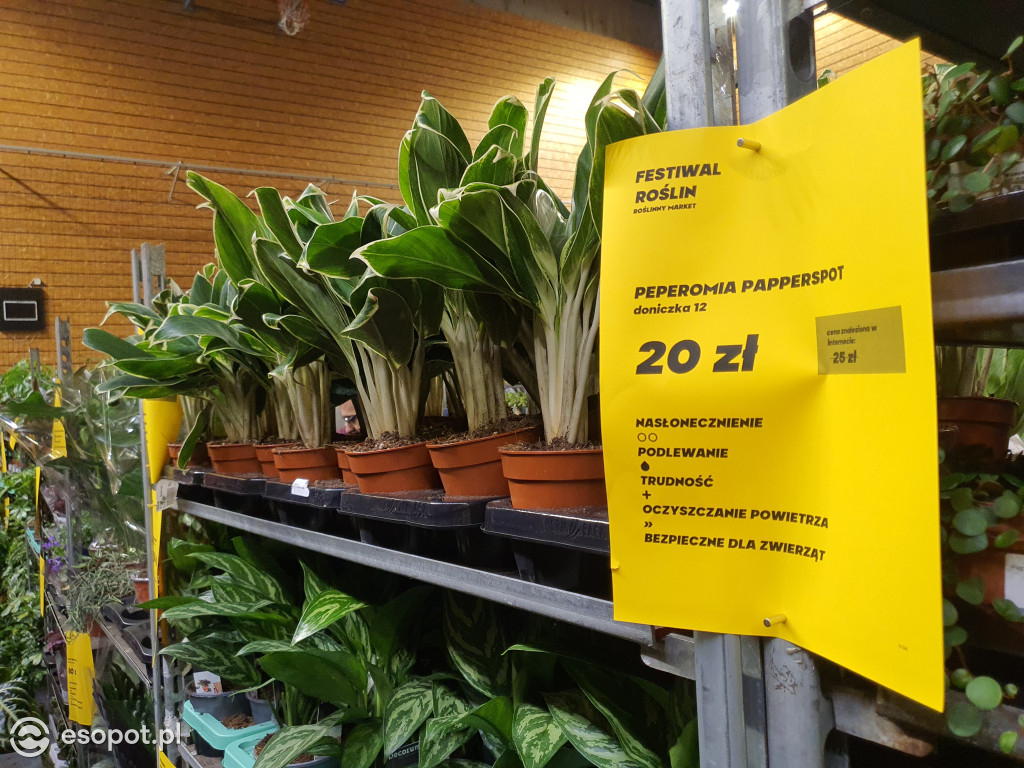 FESTIWAL
ROŚLIN
ROŚLINNY MARKET
PEPEROMIA PAPPERSPOT
doniczka 12
20 zł
cena znaleziona w
Internecie:
25 zł
NASŁONECZNIENIE
PODLEWANIE
TRUDNOŚĆ
+
OCZYSZCZANIE POWIETRZA
»
BEZPIECZNE DLA ZWIERZĄT
esopot.pl